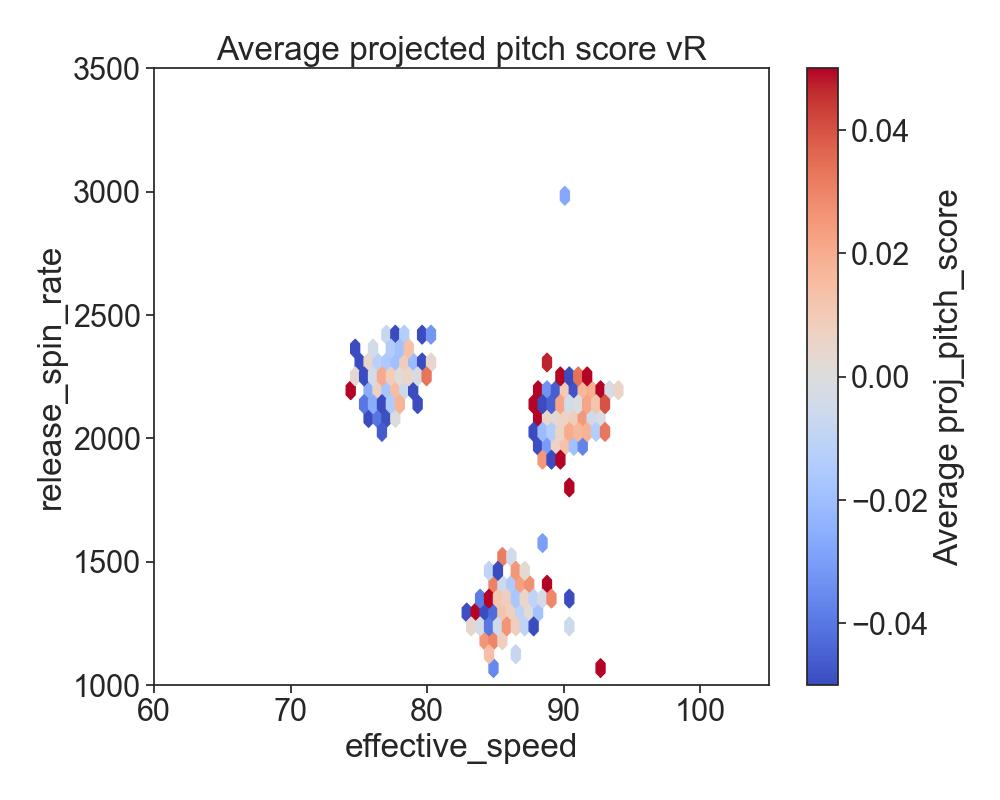 Average projected pitch score vR
3500
3000
2500
2000
1500
1000
release_spin_rate
60 70 80 90 100
effective_speed
0.04
0.02
0.00
−0.02
−0.04
Average proj_pitch_score